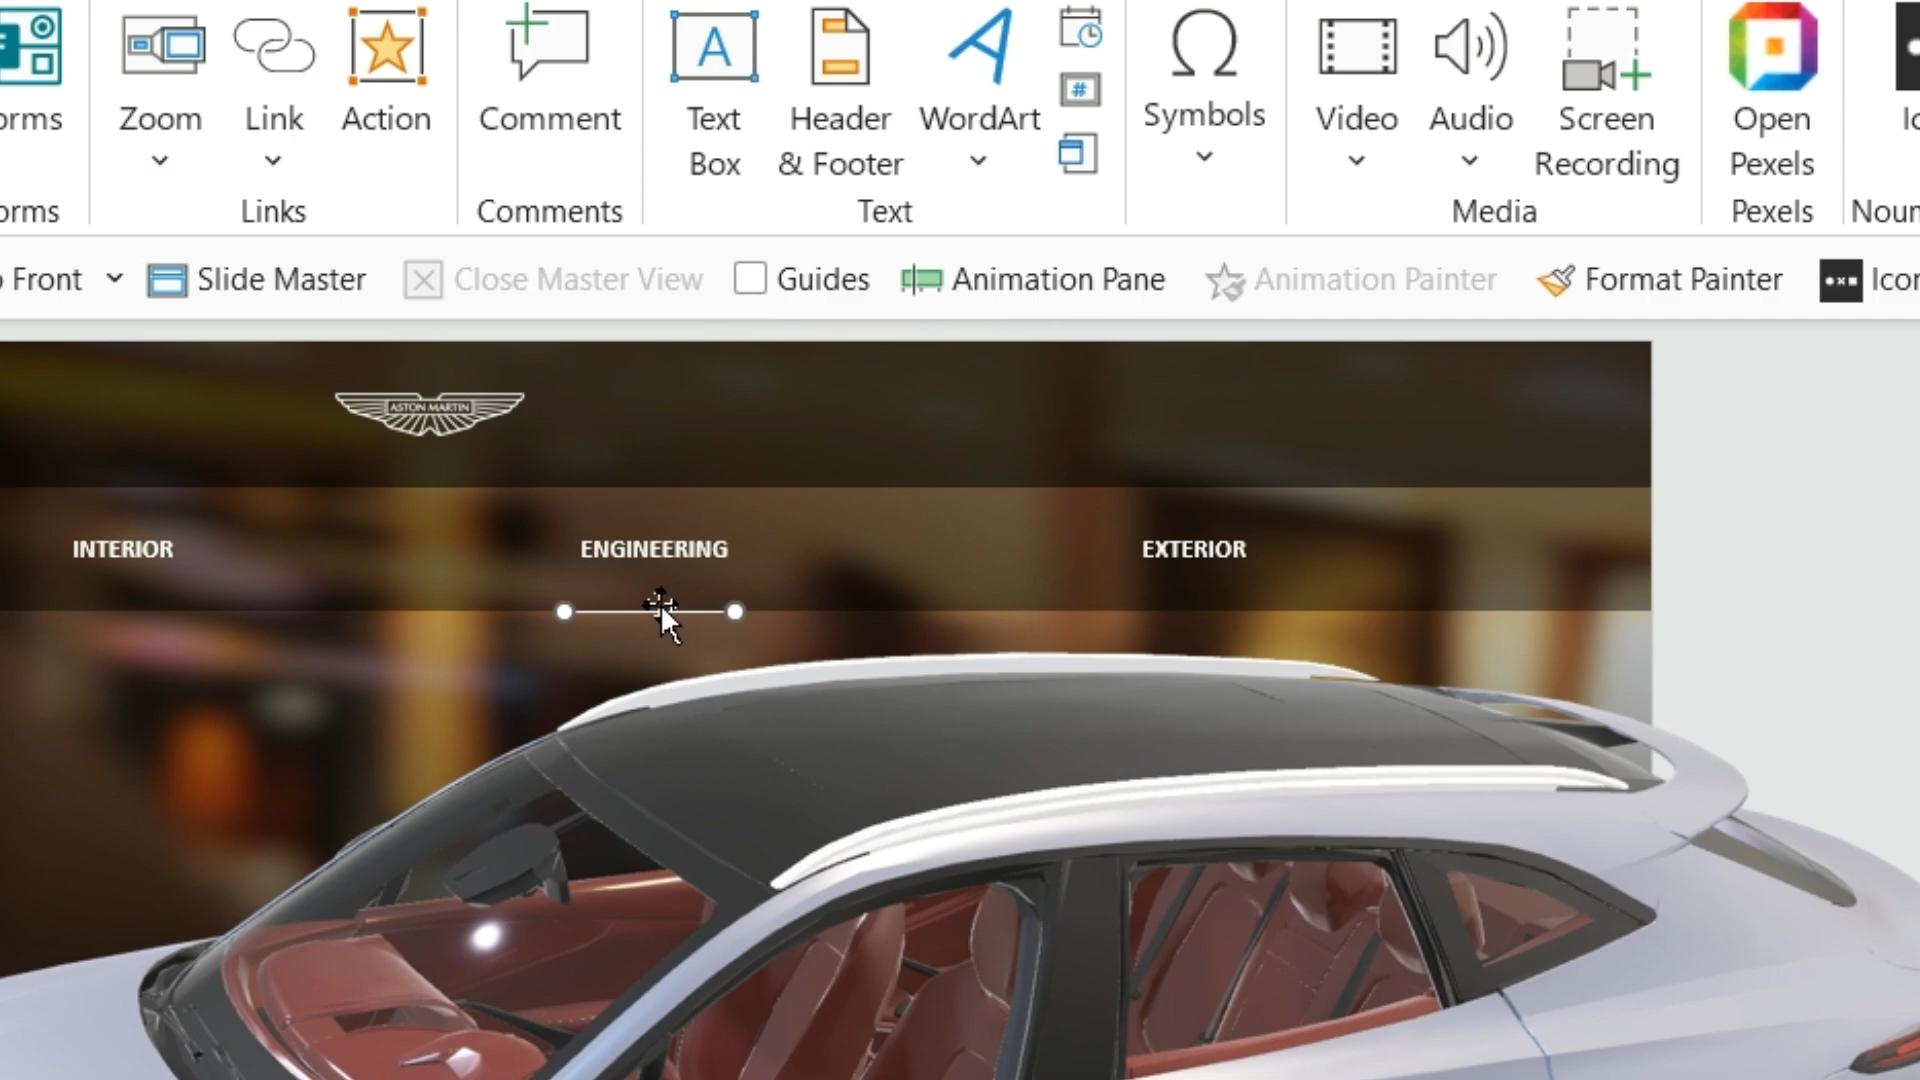 orms
Zoom
Link
Action
Comment
Text
Box
Header
& Footer
WordArt
#
Symbols
Video
Audio
Screen
Recording
Open
Pexels
Ic
orms
Links
Comments
Text
Media
Pexels
Noun
Front
Slide Master
Close Master View
Guides
Animation Pane
Animation Painter
Format Painter
Icon
ASTON MARTIN
INTERIOR
ENGINEERING
EXTERIOR